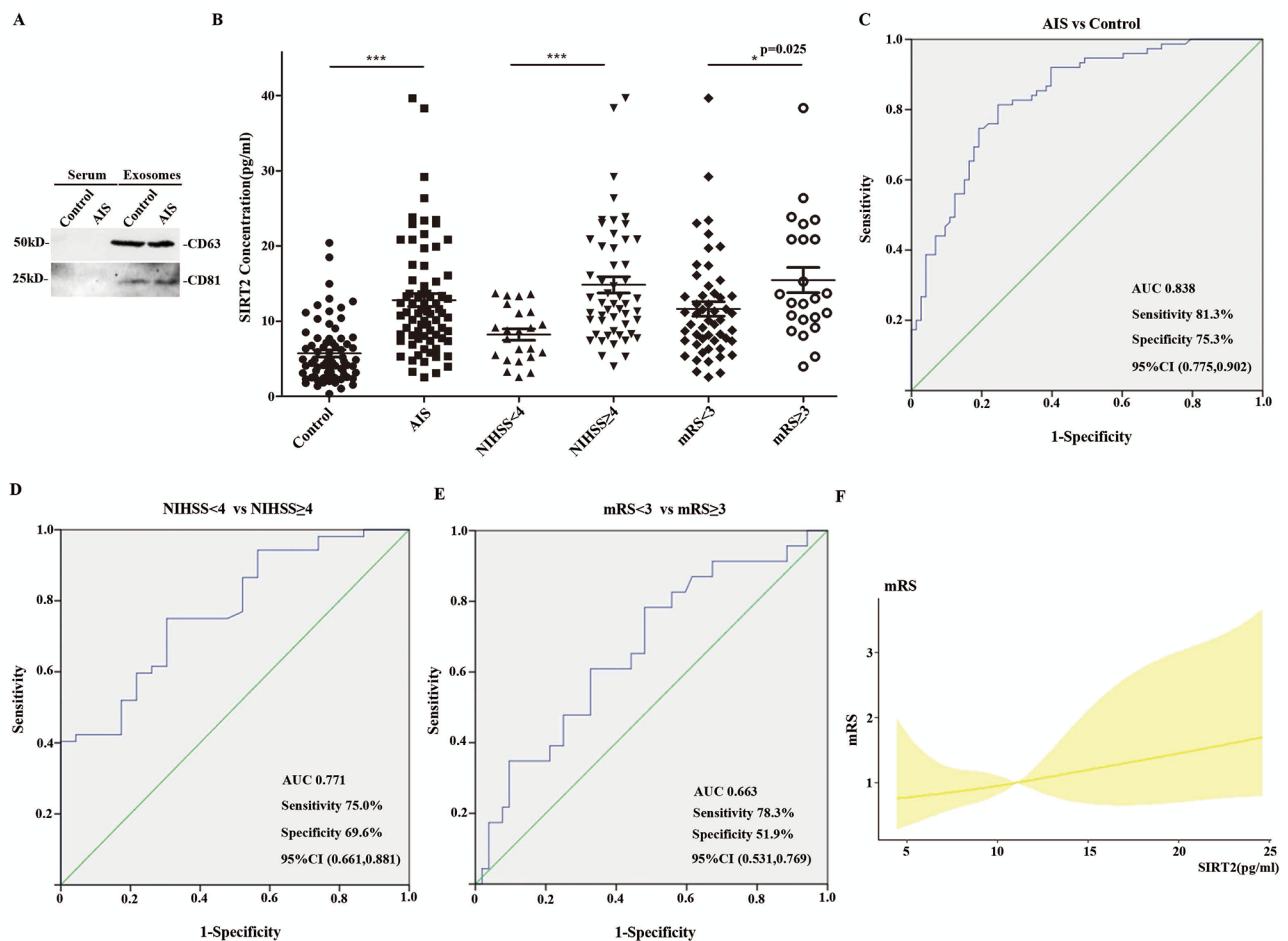 A
Serum Exosomes
Control AIS Control AIS
50kD- -CD63
25kD- -CD81
B
SIRT2 Concentration(pg/ml)
40
30
20
10
0
***
***
* p=0.025
Control AIS NIHSS<4 NIHSS≥4 mRS<3 mRS≥3
C
AIS vs Control
Sensitivity
1.0
0.8
0.6
0.4
0.2
AUC 0.838
Sensitivity 81.3%
Specificity 75.3%
95%CI (0.775,0.902)
0 0.2 0.4 0.6 0.8 1.0
1-Specificity
D
NIHSS<4 vs NIHSS≥4
Sensitivity
1.0
0.8
0.6
0.4
0.2
AUC 0.771
Sensitivity 75.0%
Specificity 69.6%
95%CI (0.661,0.881)
0 0.2 0.4 0.6 0.8 1.0
1-Specificity
E
mRS<3 vs mRS≥3
Sensitivity
1.0
0.8
0.6
0.4
0.2
AUC 0.663
Sensitivity 78.3%
Specificity 51.9%
95%CI (0.531,0.769)
0 0.2 0.4 0.6 0.8 1.0
1-Specificity
F
mRS
mRS
3
2
1
5 10 15 20 25
SIRT2(pg/ml)